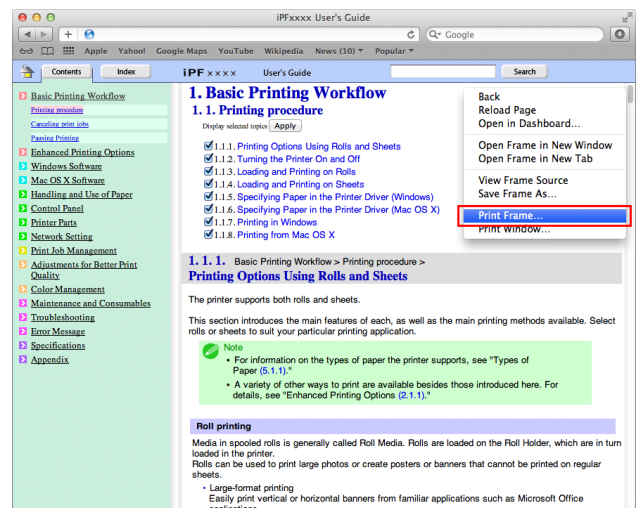 iPFxxxx User's Guide
Google
Apple Yahoo! Google Maps YouTube Wikipedia News (10) Popular
Contents Index iPF xxxx User's Guide Search
Basic Printing Workflow
Printing procedure
Canceling print jobs
Pausing Printing
Enhanced Printing Options
Windows Software
Mac OS X Software
Handling and Use of Paper
Control Panel
Printer Parts
Network Setting
Print Job Management
Adjustments for Better Print
Quality
Color Management
Maintenance and Consumables
Troubleshooting
Error Message
Specifications
Appendix
1. Basic Printing Workflow
1. 1. Printing procedure
Display selected topics Apply
1.1.1. Printing Options Using Rolls and Sheets
1.1.2. Turning the Printer On and Off
1.1.3. Loading and Printing on Rolls
1.1.4. Loading and Printing on Sheets
1.1.5. Specifying Paper in the Printer Driver (Windows)
1.1.6. Specifying Paper in the Printer Driver (Mac OS X)
1.1.7. Printing in Windows
1.1.8. Printing from Mac OS X
Back
Reload Page
Open in Dashboard...
Open Frame in New Window
Open Frame in New Tab
View Frame Source
Save Frame As...
Print Frame...
Print Window...
1. 1. 1. Basic Printing Workflow > Printing procedure >
Printing Options Using Rolls and Sheets
The printer supports both rolls and sheets.
This section introduces the main features of each, as well as the main printing methods available. Select
rolls or sheets to suit your particular printing application.
Note
• For information on the types of paper the printer supports, see "Types of
Paper (5.1.1)."
• A variety of other ways to print are available besides those introduced here. For
details, see "Enhanced Printing Options (2.1.1)."
Roll printing
Media in spooled rolls is generally called Roll Media. Rolls are loaded on the Roll Holder, which are in turn
loaded in the printer.
Rolls can be used to print large photos or create posters or banners that cannot be printed on regular
sheets.
• Large-format printing
Easily print vertical or horizontal banners from familiar applications such as Microsoft Office